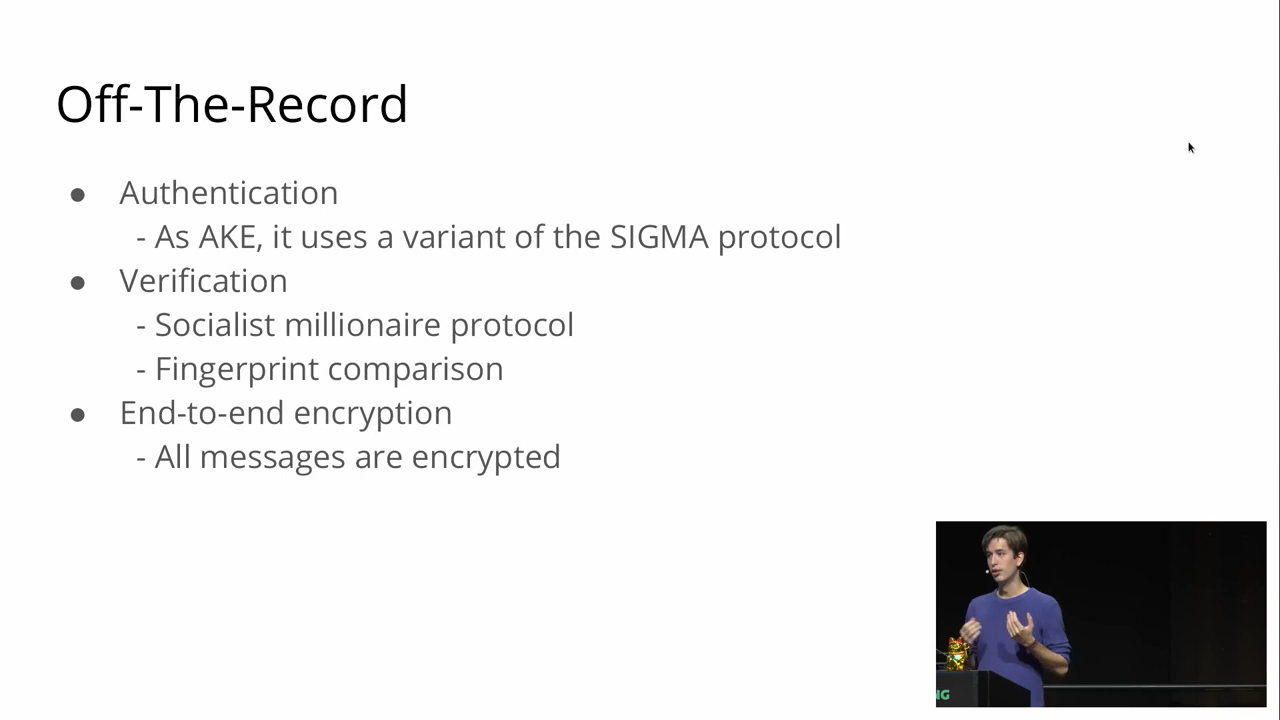 Off-The-Record
● Authentication
- As AKE, it uses a variant of the SIGMA protocol
● Verification
- Socialist millionaire protocol
- Fingerprint comparison
● End-to-end encryption
- All messages are encrypted
NG